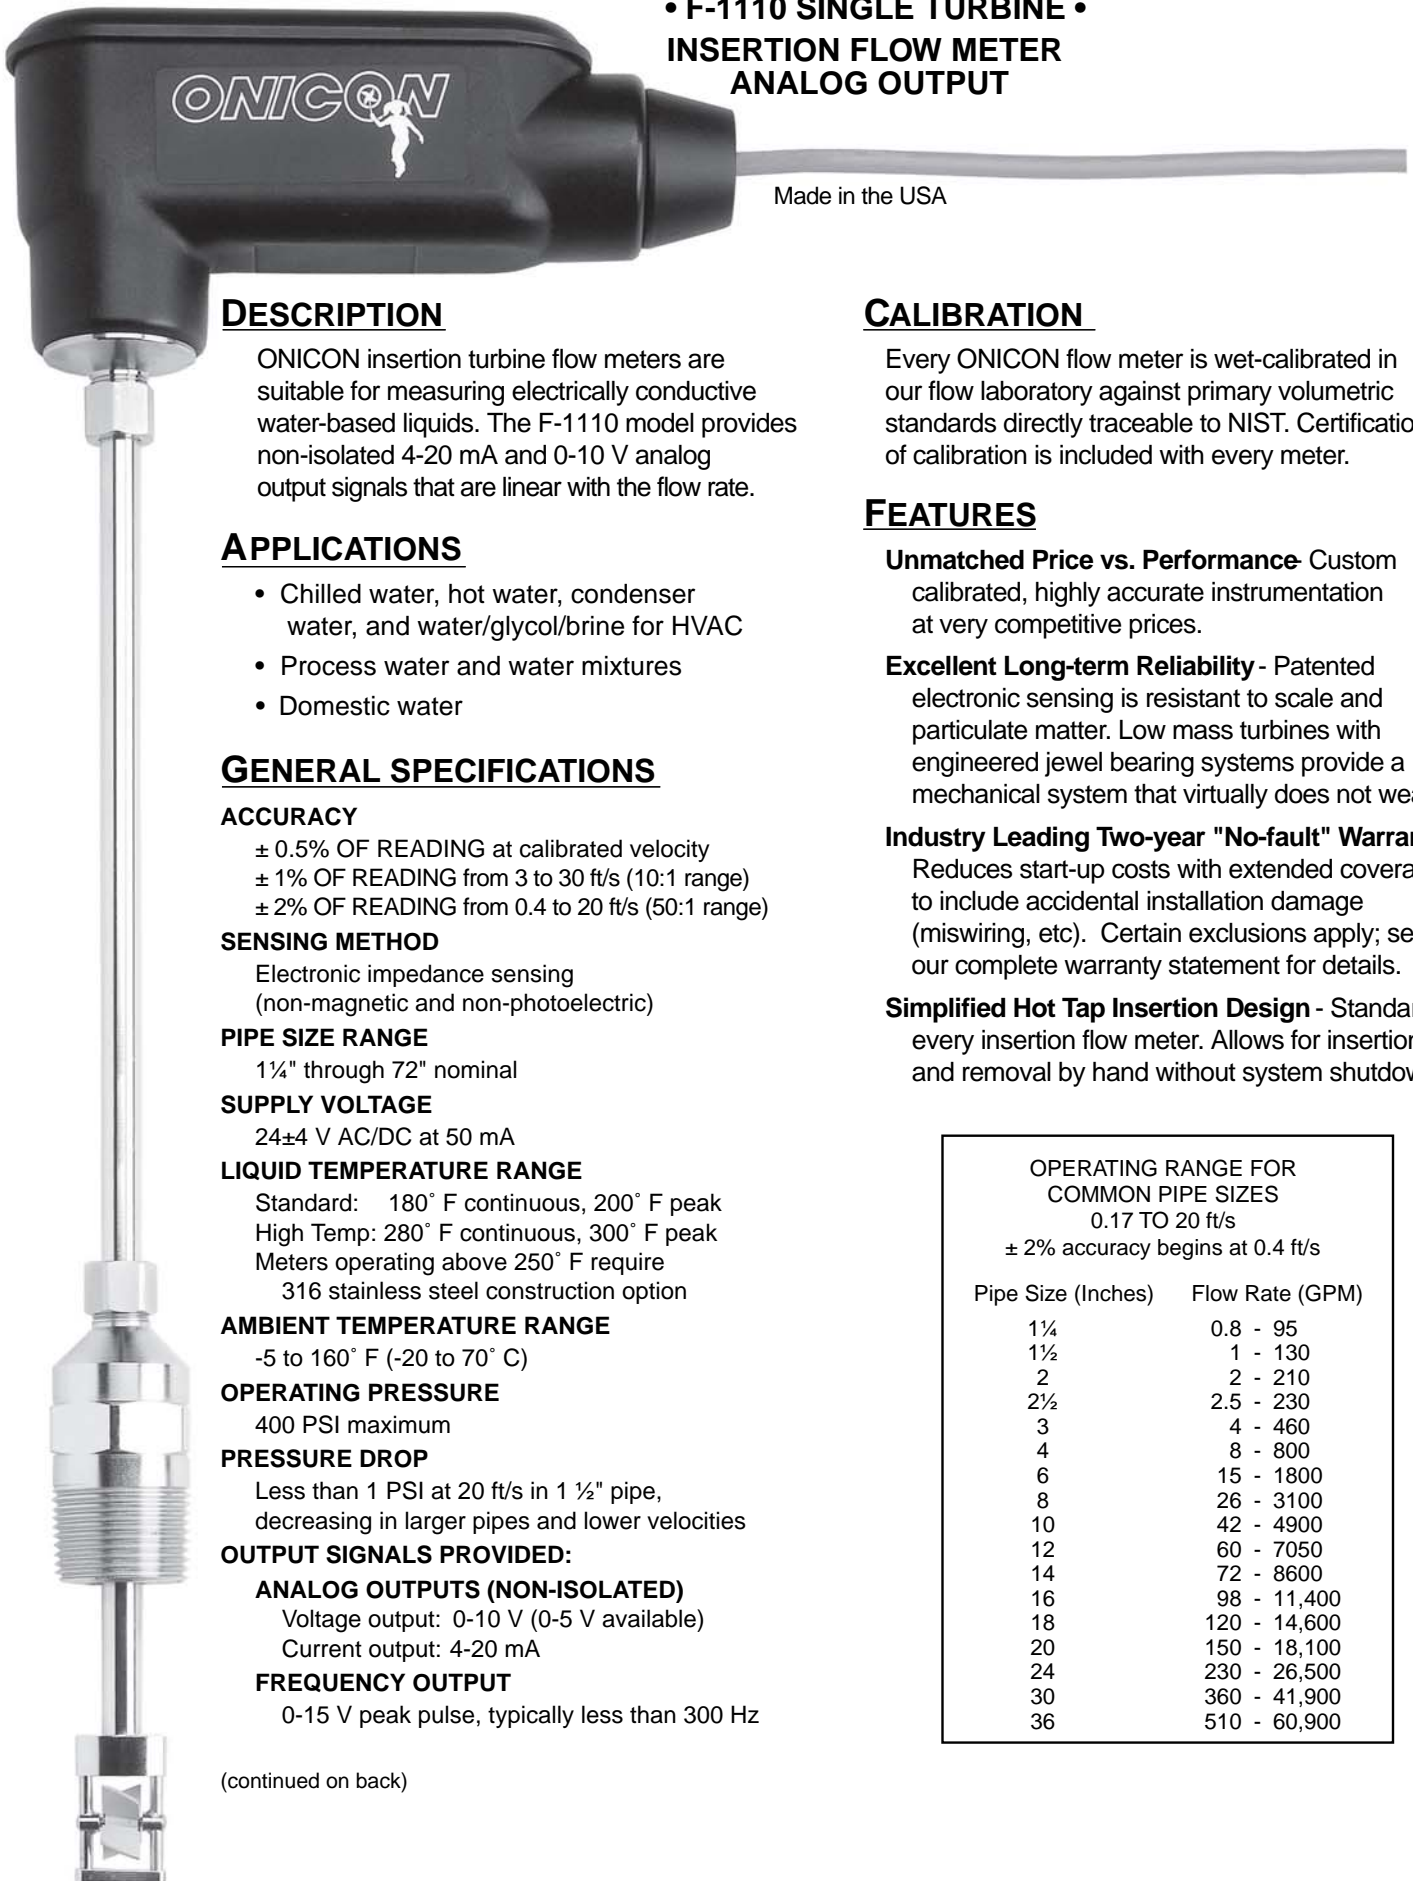 • F-1110 SINGLE TURBINE •
INSERTION FLOW METER
ANALOG OUTPUT
ONICON
Made in the USA
DESCRIPTION
ONICON insertion turbine flow meters are
suitable for measuring electrically conductive
water-based liquids. The F-1110 model provides
non-isolated 4-20 mA and 0-10 V analog
output signals that are linear with the flow rate.
APPLICATIONS
• Chilled water, hot water, condenser
water, and water/glycol/brine for HVAC
• Process water and water mixtures
• Domestic water
GENERAL SPECIFICATIONS
ACCURACY
± 0.5% OF READING at calibrated velocity
± 1% OF READING from 3 to 30 ft/s (10:1 range)
± 2% OF READING from 0.4 to 20 ft/s (50:1 range)
SENSING METHOD
Electronic impedance sensing
(non-magnetic and non-photoelectric)
PIPE SIZE RANGE
1¼" through 72" nominal
SUPPLY VOLTAGE
24±4 V AC/DC at 50 mA
LIQUID TEMPERATURE RANGE
Standard: 180˚ F continuous, 200˚ F peak
High Temp: 280˚ F continuous, 300˚ F peak
Meters operating above 250˚ F require
316 stainless steel construction option
AMBIENT TEMPERATURE RANGE
-5 to 160˚ F (-20 to 70˚ C)
OPERATING PRESSURE
400 PSI maximum
PRESSURE DROP
Less than 1 PSI at 20 ft/s in 1 ½" pipe,
decreasing in larger pipes and lower velocities
OUTPUT SIGNALS PROVIDED:
ANALOG OUTPUTS (NON-ISOLATED)
Voltage output: 0-10 V (0-5 V available)
Current output: 4-20 mA
FREQUENCY OUTPUT
0-15 V peak pulse, typically less than 300 Hz
(continued on back)
CALIBRATION
Every ONICON flow meter is wet-calibrated in
our flow laboratory against primary volumetric
standards directly traceable to NIST. Certificatio
of calibration is included with every meter.
FEATURES
Unmatched Price vs. Performance- Custom
calibrated, highly accurate instrumentation
at very competitive prices.
Excellent Long-term Reliability - Patented
electronic sensing is resistant to scale and
particulate matter. Low mass turbines with
engineered jewel bearing systems provide a
mechanical system that virtually does not wea
Industry Leading Two-year "No-fault" Warran
Reduces start-up costs with extended covera
to include accidental installation damage
(miswiring, etc). Certain exclusions apply; se
our complete warranty statement for details.
Simplified Hot Tap Insertion Design - Standar
every insertion flow meter. Allows for insertion
and removal by hand without system shutdow
OPERATING RANGE FOR
COMMON PIPE SIZES
0.17 TO 20 ft/s
± 2% accuracy begins at 0.4 ft/s
Pipe Size (Inches) Flow Rate (GPM)
1¼ 0.8 - 95
1½ 1 - 130
2 2 - 210
2½ 2.5 - 230
3 4 - 460
4 8 - 800
6 15 - 1800
8 26 - 3100
10 42 - 4900
12 60 - 7050
14 72 - 8600
16 98 - 11,400
18 120 - 14,600
20 150 - 18,100
24 230 - 26,500
30 360 - 41,900
36 510 - 60,900